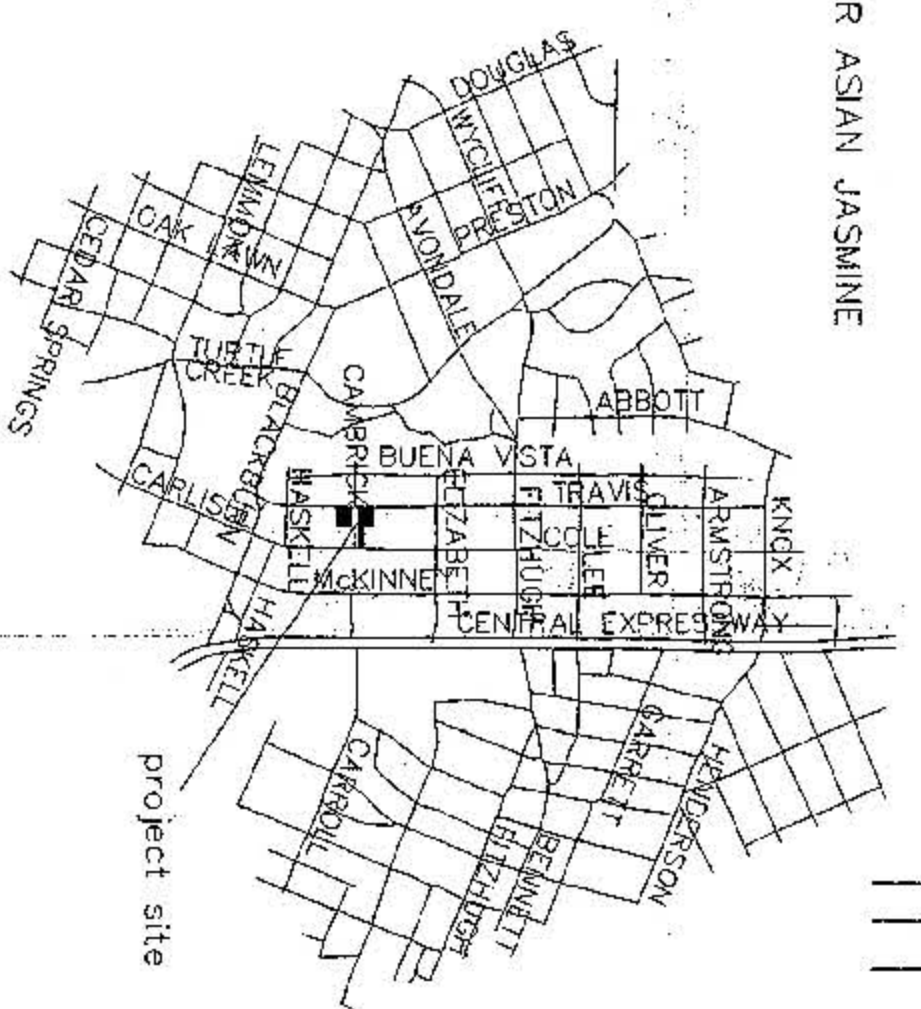 R ASIAN JASMINE
DOUGLAS
WYCLIFF
PRESTON
AVONDALE
LEMMON
OAK LAWN
CEDAR SPRINGS
TURTLE
CREEK
BLACKBURN
CAMBRICK
ABBOTT
BUENA VISTA
CARLISLE
HASKELL
ELIZABETH
FITZHUGH
TRAVIS
OLIVER
ARMSTRONG
KNOX
COLE
LEE
McKINNEY
CENTRAL EXPRESSWAY
HASKELL
GARRETT
HENDERSON
CARROLL
BENNETT
FITZHUGH
project site